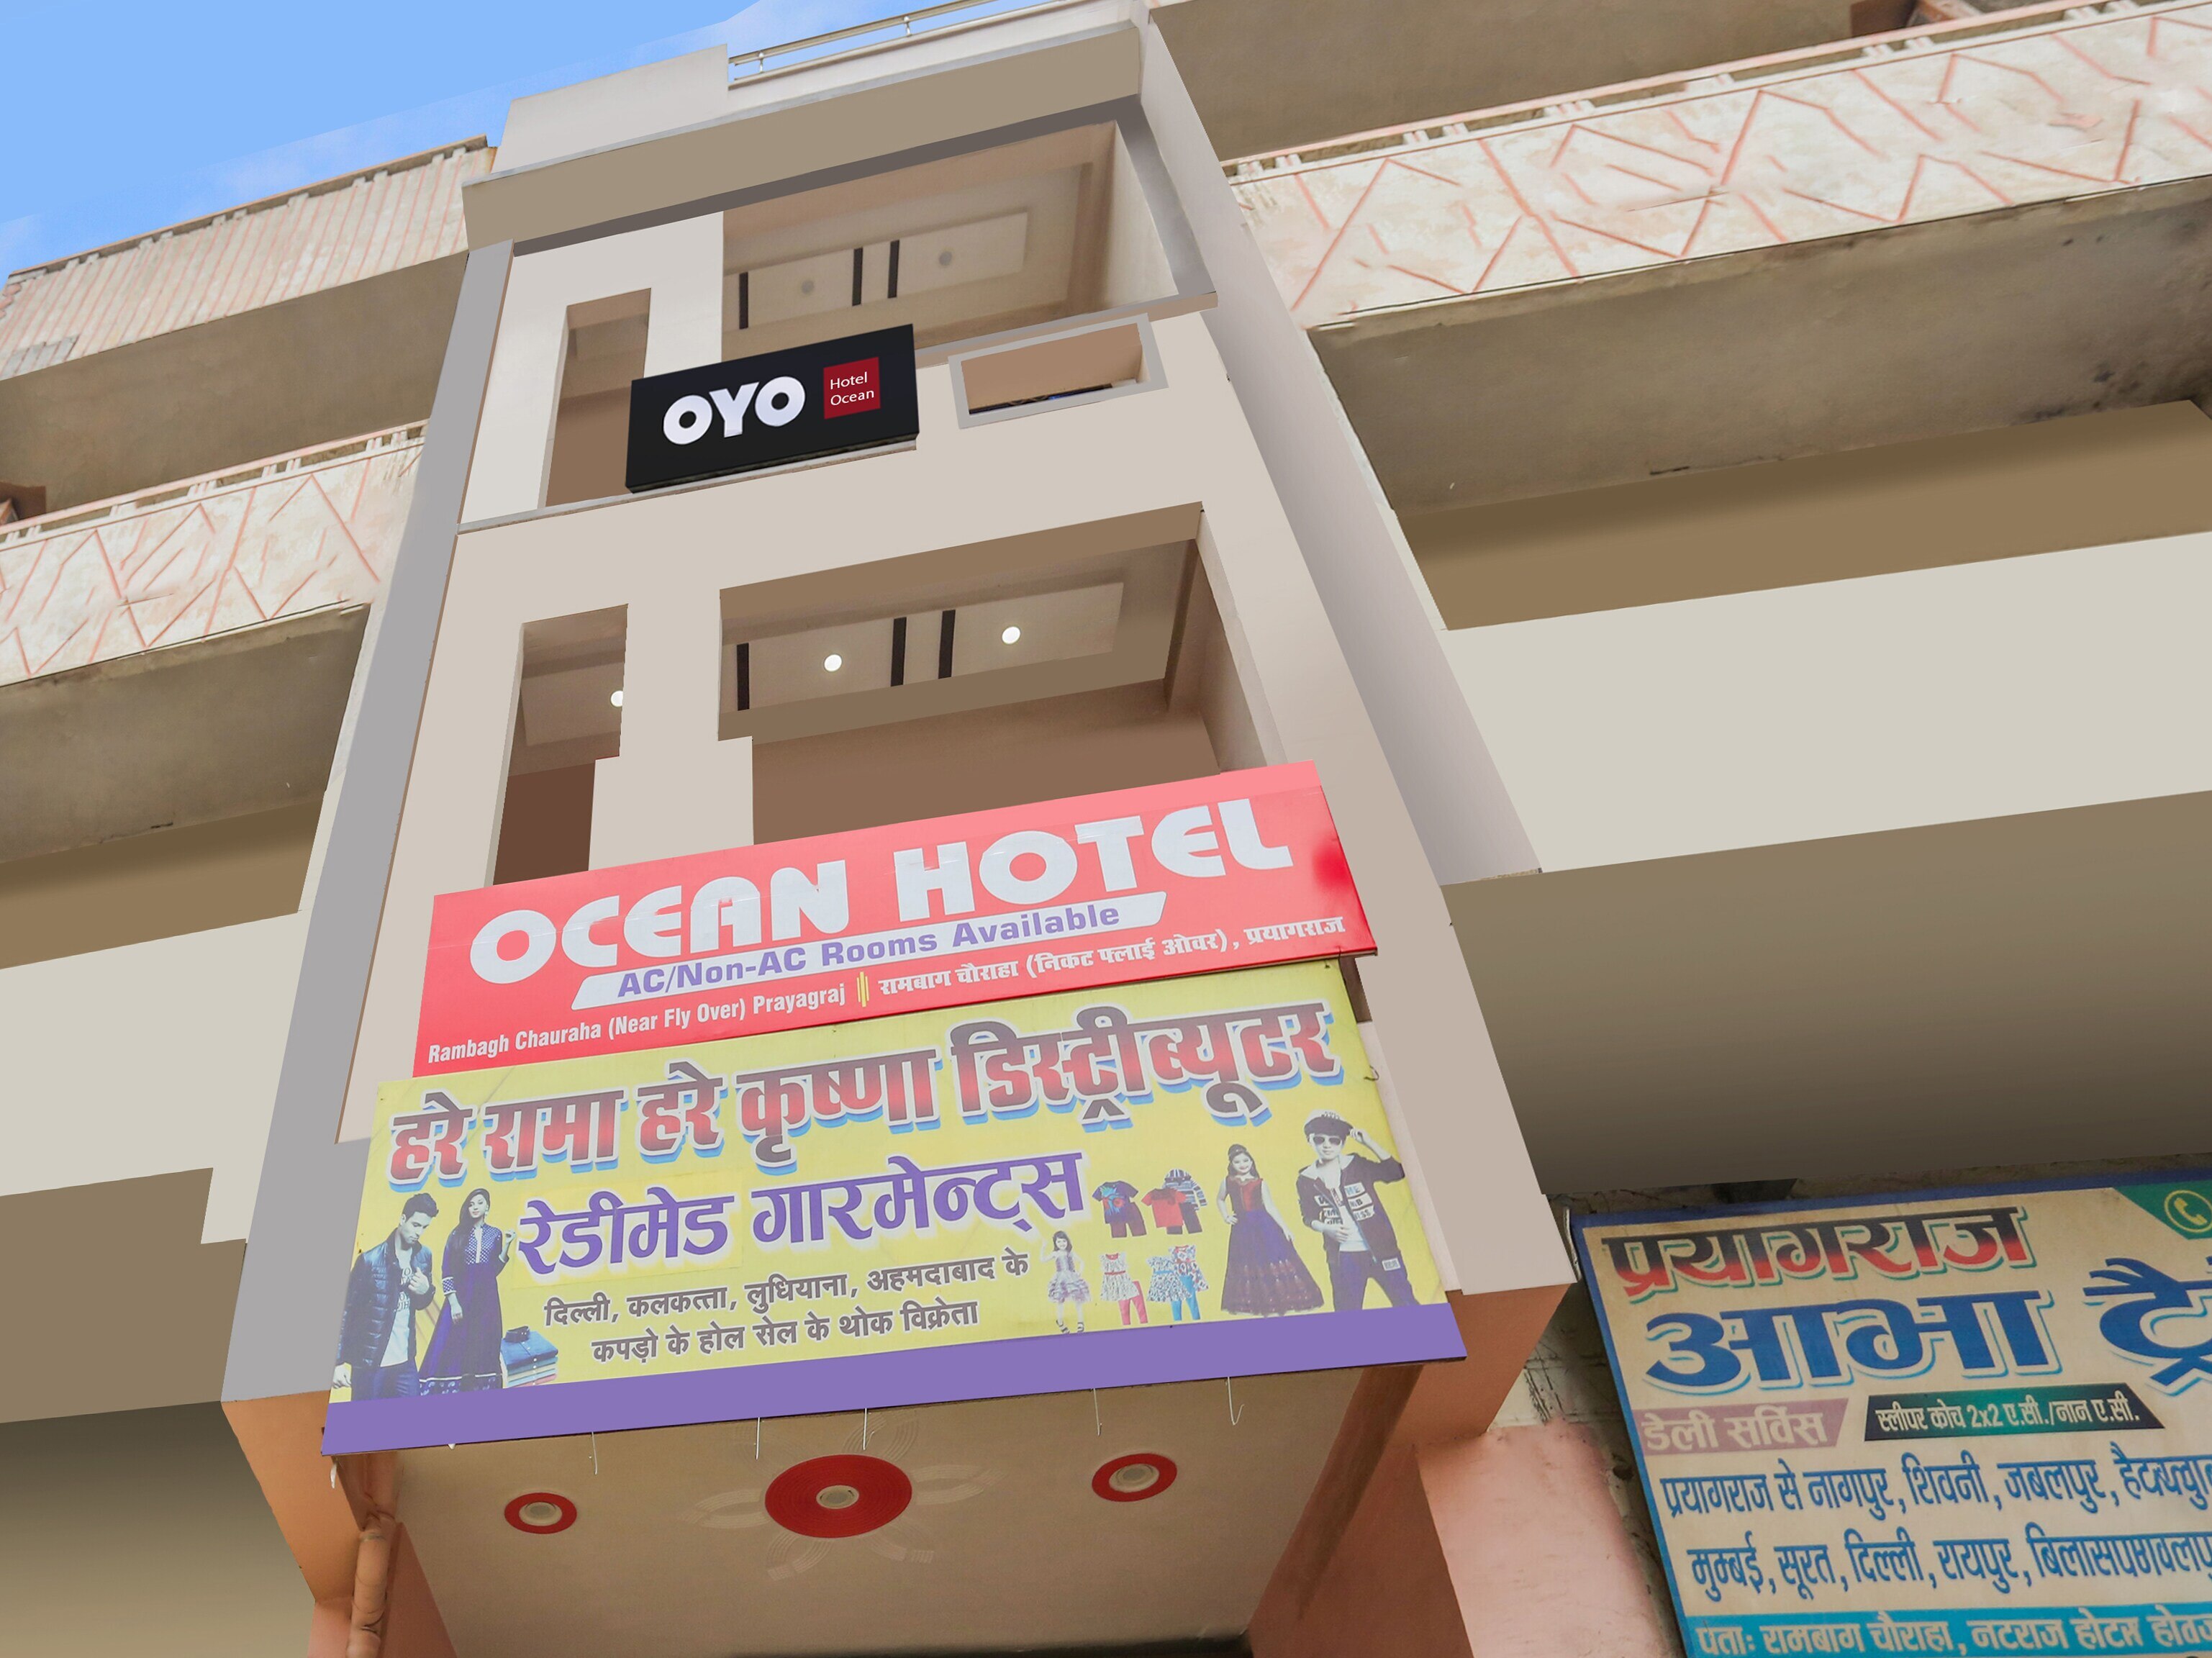 OYO
Hotel
Ocean
OCEAN HOTEL
AC/Non-AC Rooms Available
Rambagh Chauraha (Near Fly Over) Prayagraj || रामबाग चौराहा (निकट फ्लाई ओवर), प्रयागराज
हरे रामा हरे कृष्णा डिस्ट्रीब्यूटर
रेडीमेड गारमेन्ट्स
दिल्ली, कलकत्ता, लुधियाना, अहमदाबाद के
कपड़ो के होल सेल के थोक विक्रेता
प्रयागराज
आभा
डेली सर्विस
स्लीपर कोच 2x2 ए.सी./नान ए.सी.
प्रयागराज से नागपुर, शिवनी, जबलपुर,
मुम्बई, सूरत, दिल्ली, रायपुर,
पता: रामबाग चौराहा, नटराज